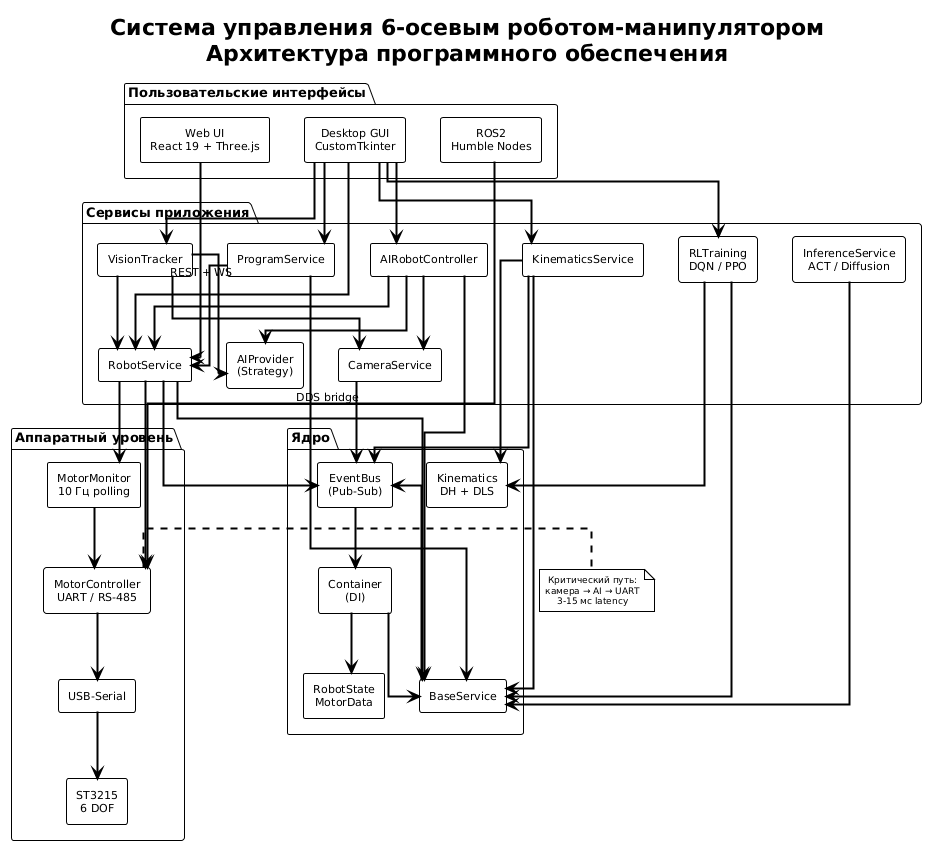 Система управления 6-осевым роботом-манипулятором
Архитектура программного обеспечения
Пользовательские интерфейсы
Web UI
React 19 + Three.js
Desktop GUI
CustomTkinter
ROS2
Humble Nodes
Сервисы приложения
VisionTracker
ProgramService
AIRobotController
KinematicsService
RLTraining
DQN / PPO
InferenceService
ACT / Diffusion
REST + WS
RobotService
AIProvider
(Strategy)
CameraService
DDS bridge
Аппаратный уровень
MotorMonitor
10 Гц polling
MotorController
UART / RS-485
USB-Serial
ST3215
6 DOF
Ядро
EventBus
(Pub-Sub)
Kinematics
DH + DLS
Container
(DI)
RobotState
MotorData
BaseService
Критический путь:
камера → AI → UART
3-15 мс latency